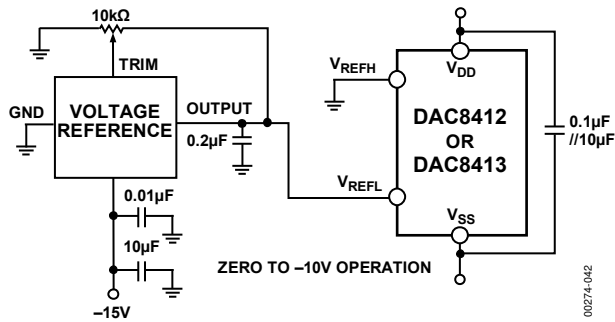 10kΩ
TRIM
GND
VOLTAGE
REFERENCE
OUTPUT
0.2µF
0.01µF
10µF
–15V
V_REFH
V_REFL
V_DD
DAC8412
OR
DAC8413
V_SS
0.1µF
//10µF
ZERO TO –10V OPERATION
00274-042